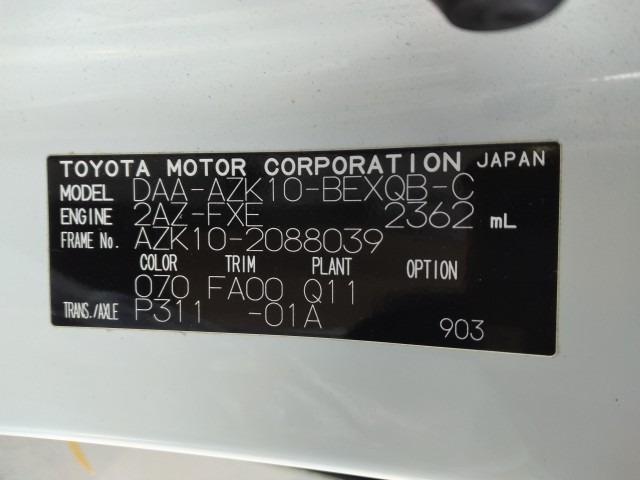 TOYOTA MOTOR CORPORATION JAPAN
MODEL DAA-AZK10-BEXQB-C
ENGINE 2AZ-FXE 2362 mL
FRAME No. AZK10-2088039
COLOR TRIM PLANT OPTION
070 FA00 Q11
TRANS./AXLE P311 -01A
903